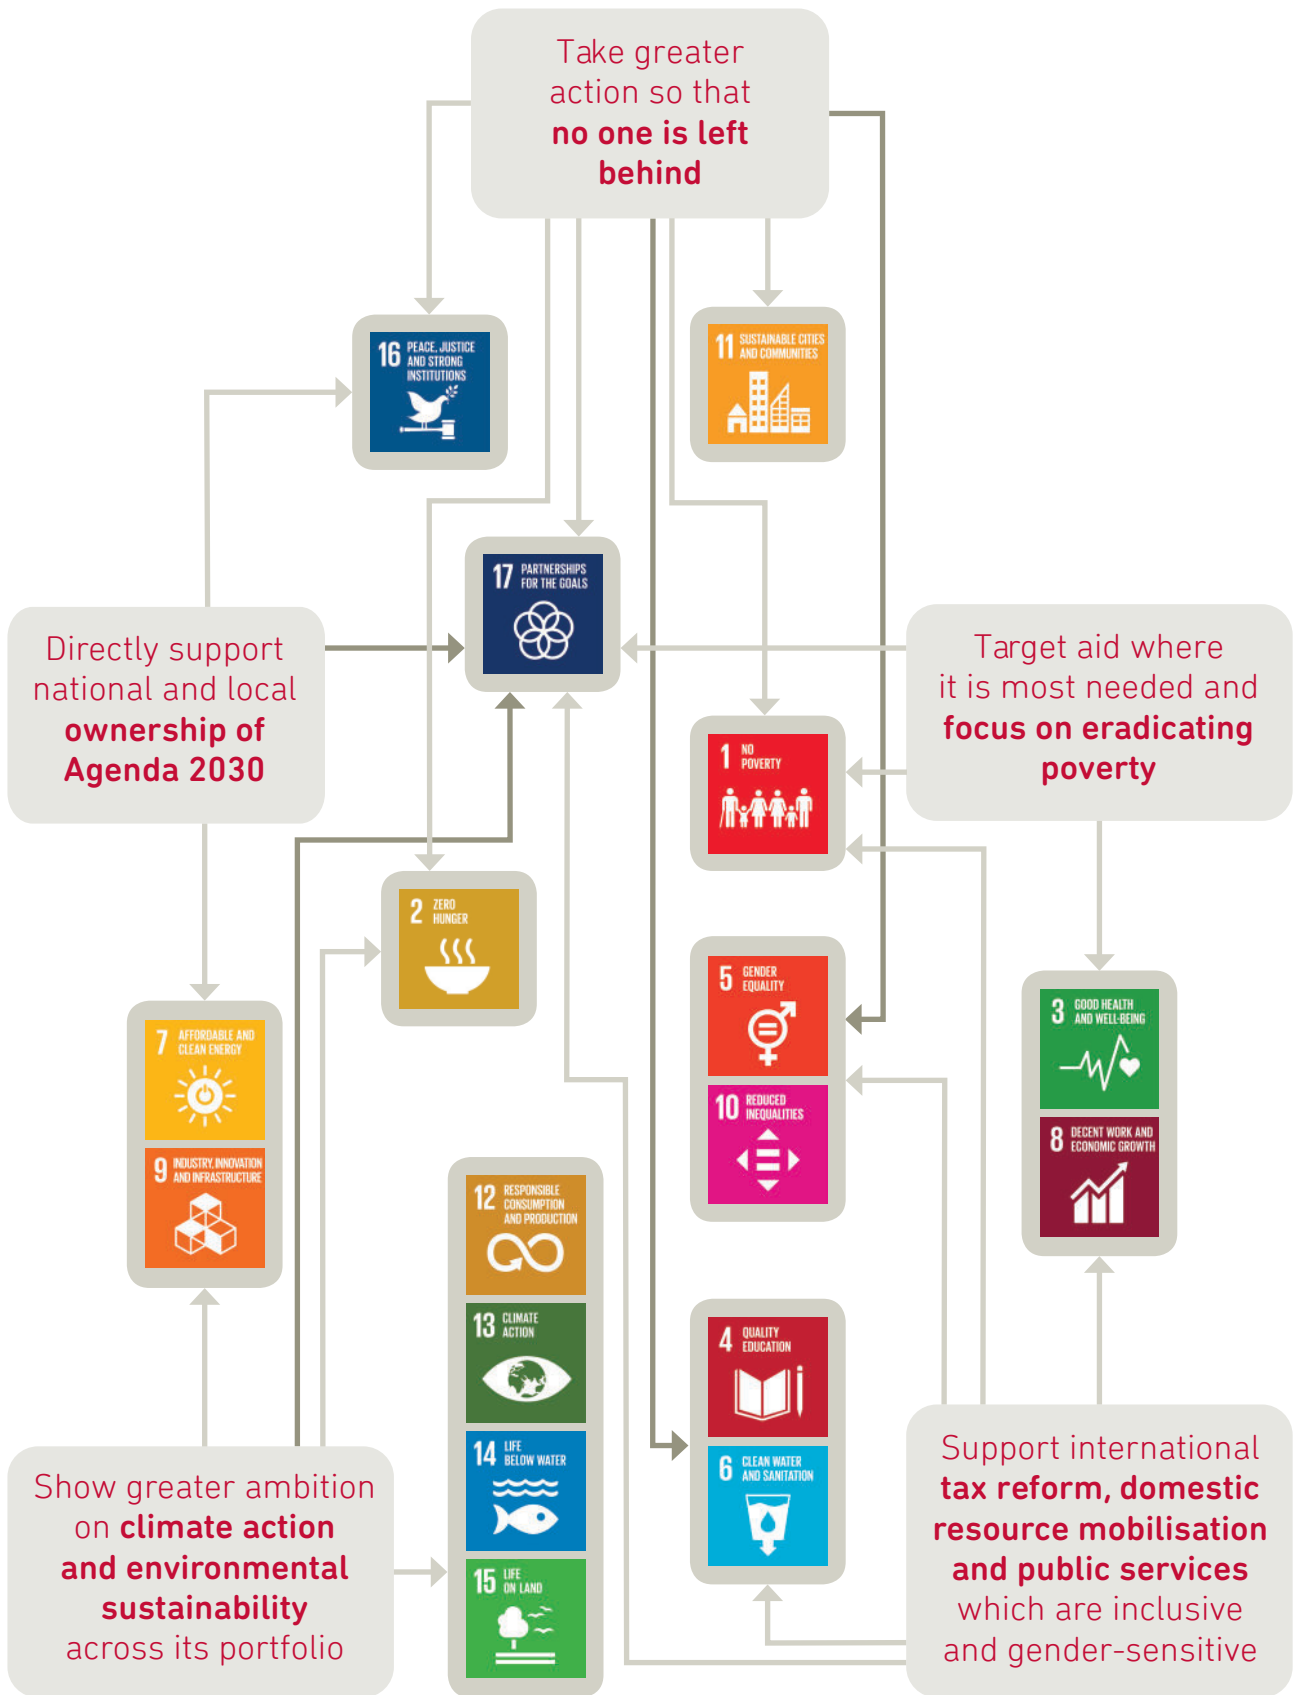 Take greater
action so that
no one is left
behind
16 PEACE, JUSTICE
AND STRONG
INSTITUTIONS
11 SUSTAINABLE CITIES
AND COMMUNITIES
17 PARTNERSHIPS
FOR THE GOALS
Directly support
national and local
ownership of
Agenda 2030
Target aid where
it is most needed and
focus on eradicating
poverty
1 NO
POVERTY
2 ZERO
HUNGER
5 GENDER
EQUALITY
10 REDUCED
INEQUALITIES
3 GOOD HEALTH
AND WELL-BEING
8 DECENT WORK AND
ECONOMIC GROWTH
7 AFFORDABLE AND
CLEAN ENERGY
9 INDUSTRY, INNOVATION
AND INFRASTRUCTURE
12 RESPONSIBLE
CONSUMPTION
AND PRODUCTION
13 CLIMATE
ACTION
14 LIFE
BELOW WATER
15 LIFE
ON LAND
4 QUALITY
EDUCATION
6 CLEAN WATER
AND SANITATION
Show greater ambition
on climate action
and environmental
sustainability
across its portfolio
Support international
tax reform, domestic
resource mobilisation
and public services
which are inclusive
and gender-sensitive